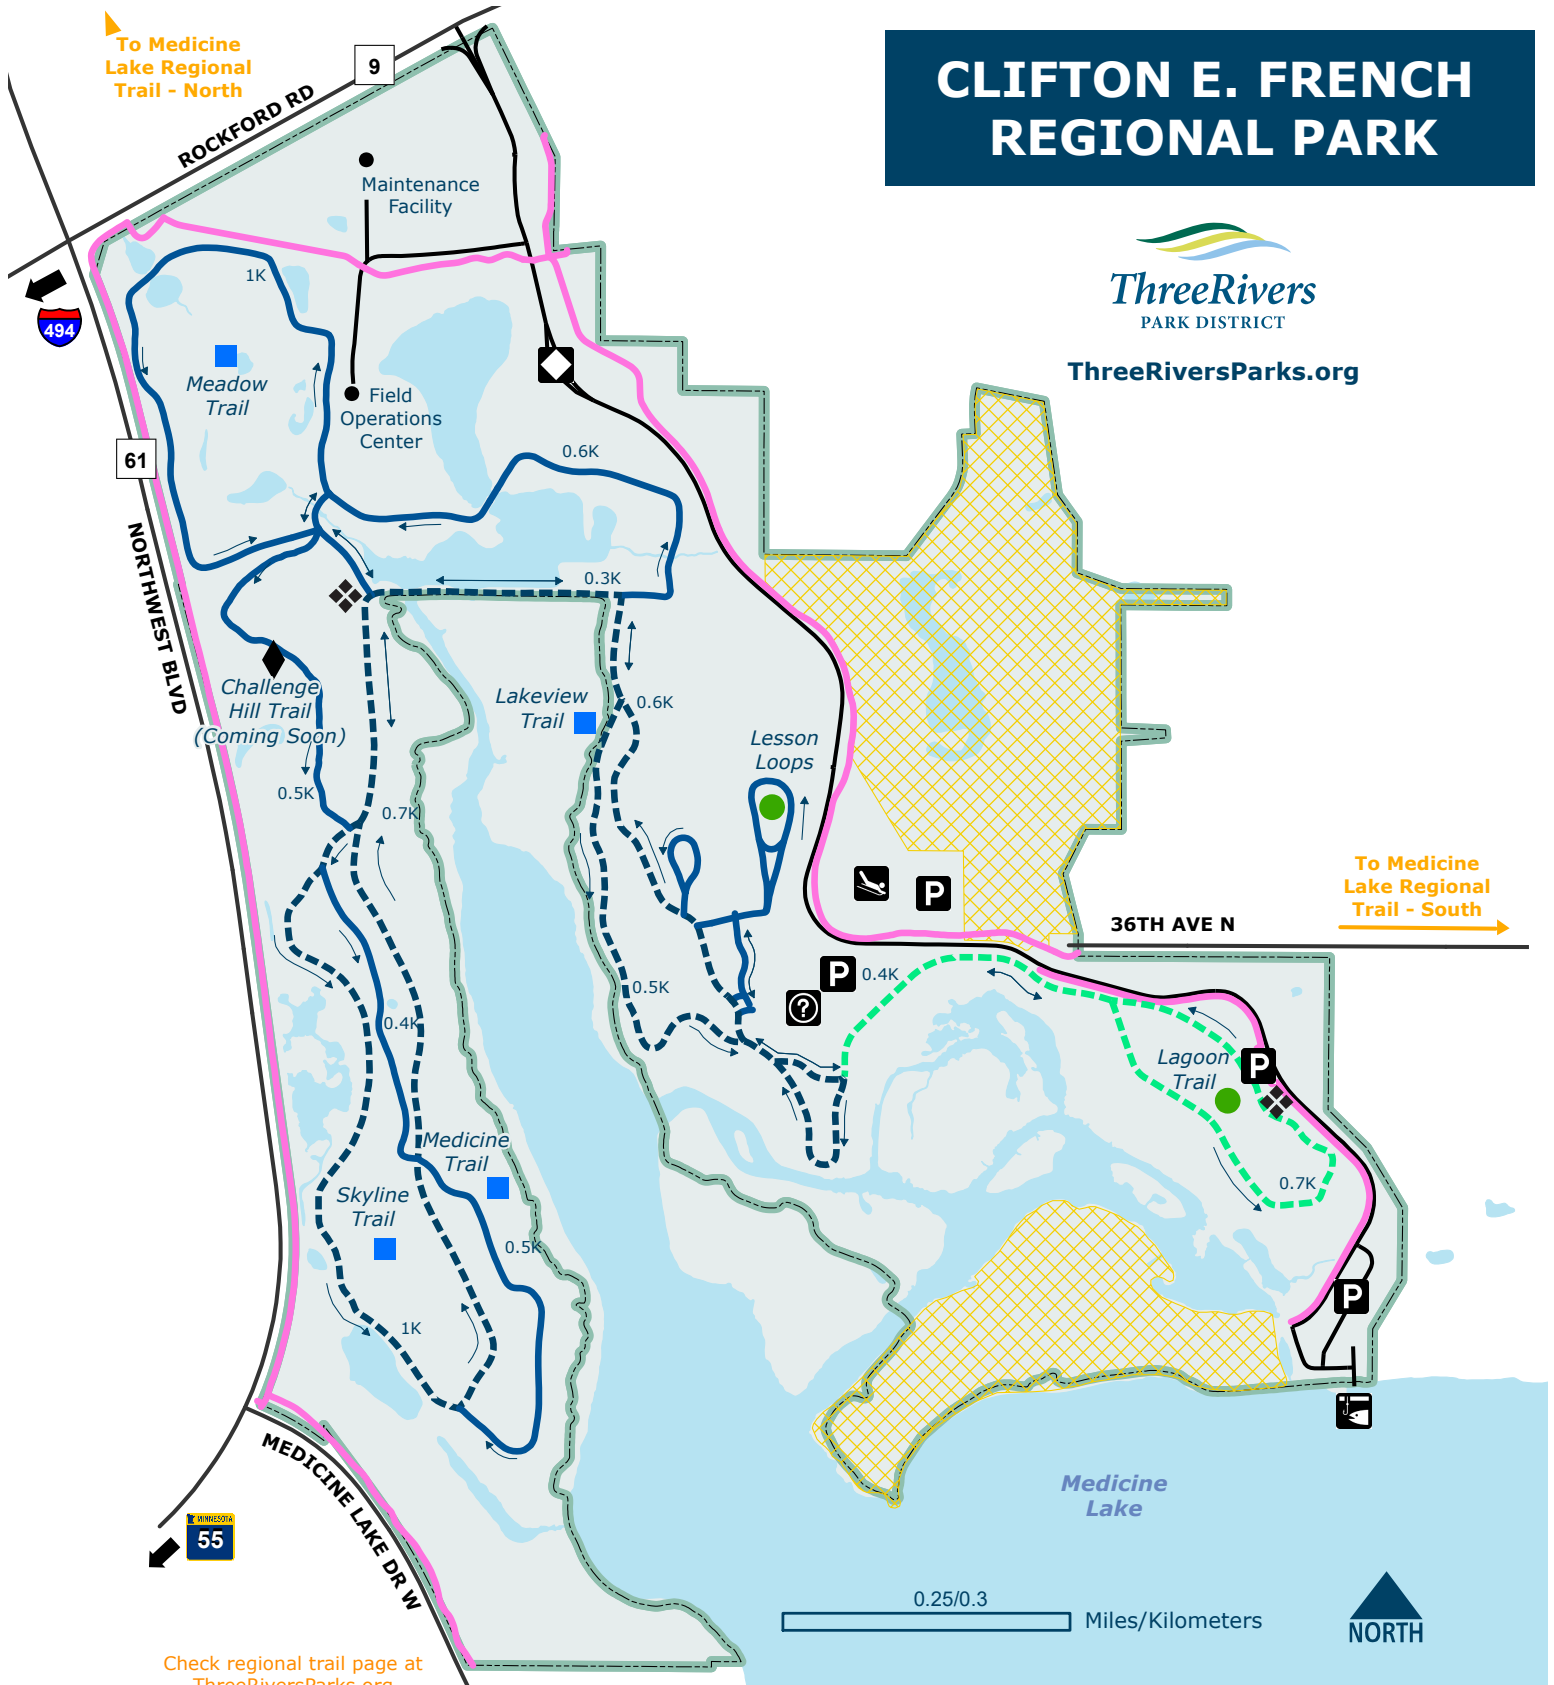 To Medicine
Lake Regional
Trail - North
9
ROCKFORD RD
CLIFTON E. FRENCH
REGIONAL PARK
ThreeRivers
PARK DISTRICT
ThreeRiversParks.org
Maintenance
Facility
1K
494
Meadow
Trail
Field
Operations
Center
61
0.6K
NORTHWEST BLVD
0.3K
Challenge
Hill Trail
(Coming Soon)
Lakeview
Trail
0.6K
Lesson
Loops
0.5K
0.7K
P
To Medicine
Lake Regional
Trail - South
36TH AVE N
P
0.4K
?
0.5K
0.4K
Lagoon
Trail
P
Medicine
Trail
0.7K
Skyline
Trail
0.5K
P
1K
MEDICINE LAKE DR W
Medicine
Lake
MINNESOTA
55
0.25/0.3
Miles/Kilometers
NORTH
Check regional trail page at
ThreeRiversParks.org